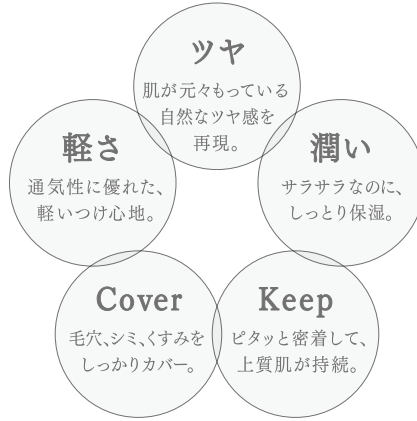 ツヤ
肌が元々もっている
自然なツヤ感を
再現。
軽さ
通気性に優れた、
軽いつけ心地。
潤い
サラサラなのに、
しっとり保湿。
Cover
毛穴、シミ、くすみを
しっかりカバー。
Keep
ピタッと密着して、
上質肌が持続。